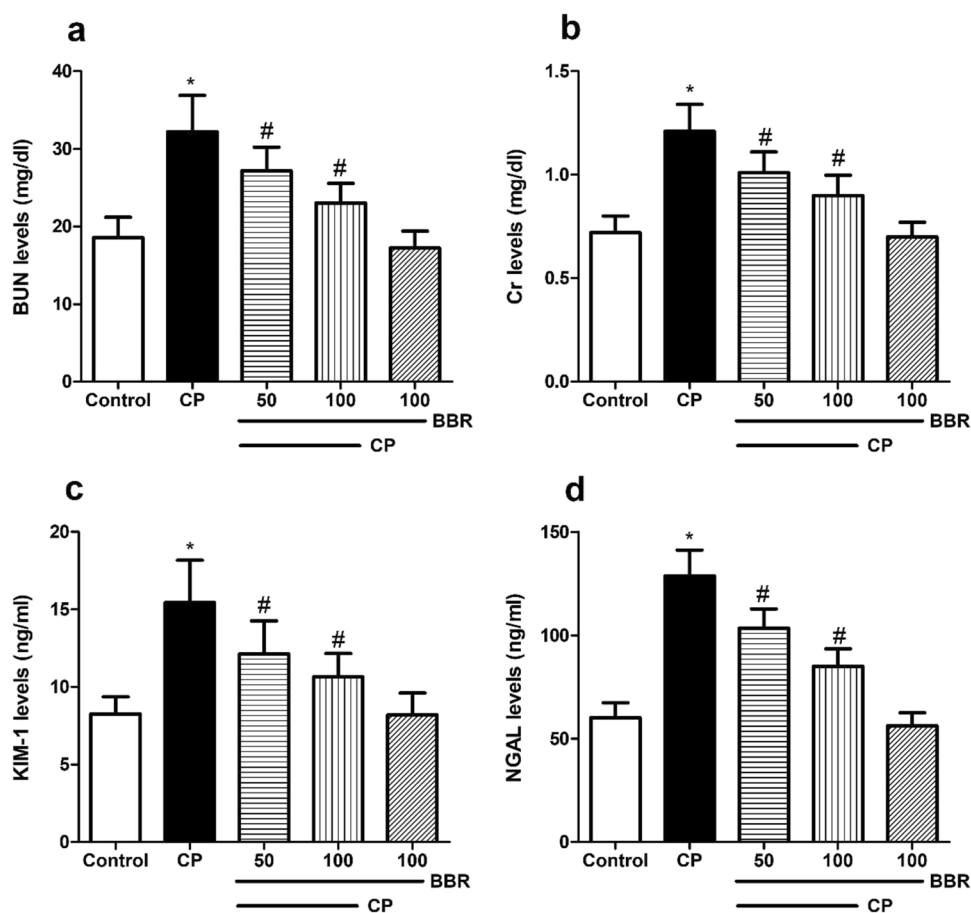 a
BUN levels (mg/dl)
40
30
20
10
0
*
#
#
Control CP 50 100 100
BBR
CP
b
Cr levels (mg/dl)
1.5
1.0
0.5
0.0
*
#
#
Control CP 50 100 100
BBR
CP
c
KIM-1 levels (ng/ml)
20
15
10
5
0
*
#
#
Control CP 50 100 100
BBR
CP
d
NGAL levels (ng/ml)
150
100
50
0
*
#
#
Control CP 50 100 100
BBR
CP